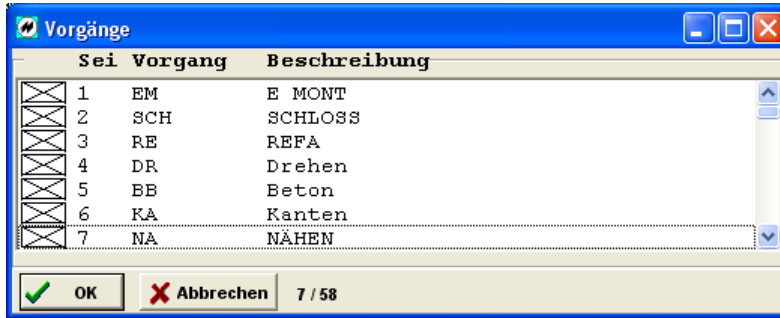 Vorgänge
Sei Vorgang Beschreibung
1 EM E MONT
2 SCH SCHLOSS
3 RE REFA
4 DR Drehen
5 BB Beton
6 KA Kanten
7 NA NÄHEN
OK Abbrechen 7 / 58